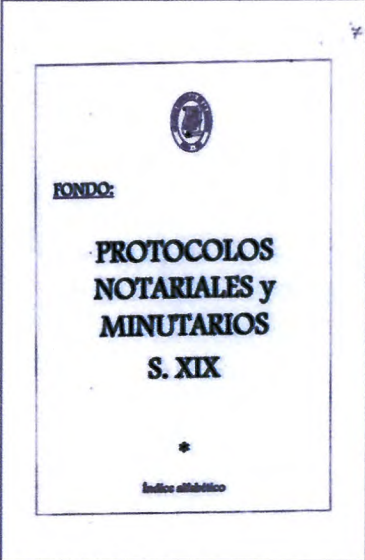 FONDO:
PROTOCOLOS
NOTARIALES y
MINUTARIOS
S. XIX
*
Índice alfabético